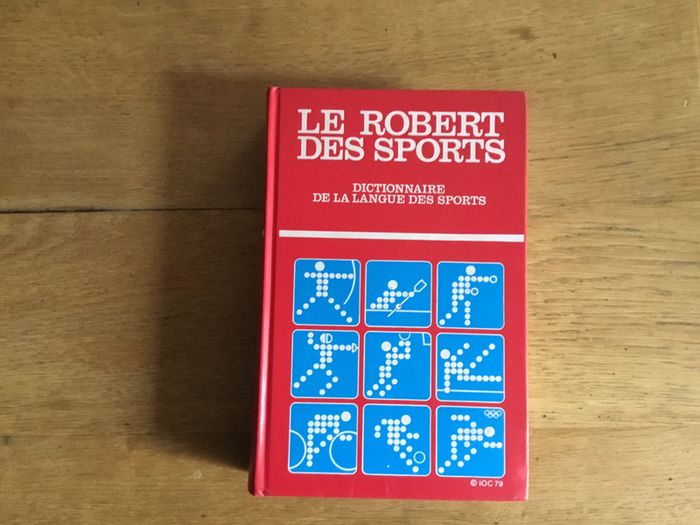 LE ROBERT
DES SPORTS
DICTIONNAIRE
DE LA LANGUE DES SPORTS
© IOC 79